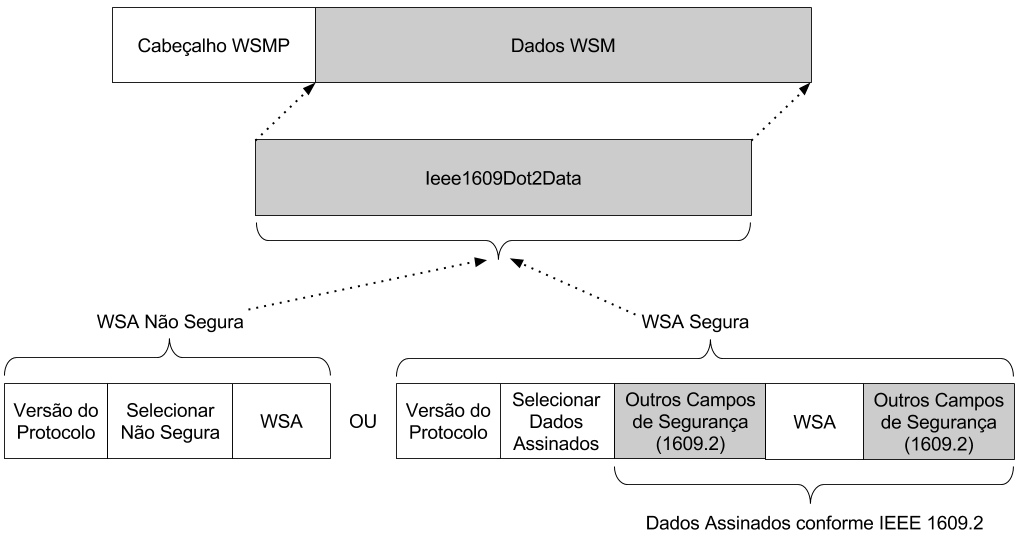 Cabeçalho WSMP
Dados WSM
Ieee1609Dot2Data
WSA Não Segura
WSA Segura
Versão do
Protocolo
Selecionar
Não Segura
WSA
OU
Versão do
Protocolo
Selecionar
Dados
Assinados
Outros Campos
de Segurança
(1609.2)
WSA
Outros Campos
de Segurança
(1609.2)
Dados Assinados conforme IEEE 1609.2